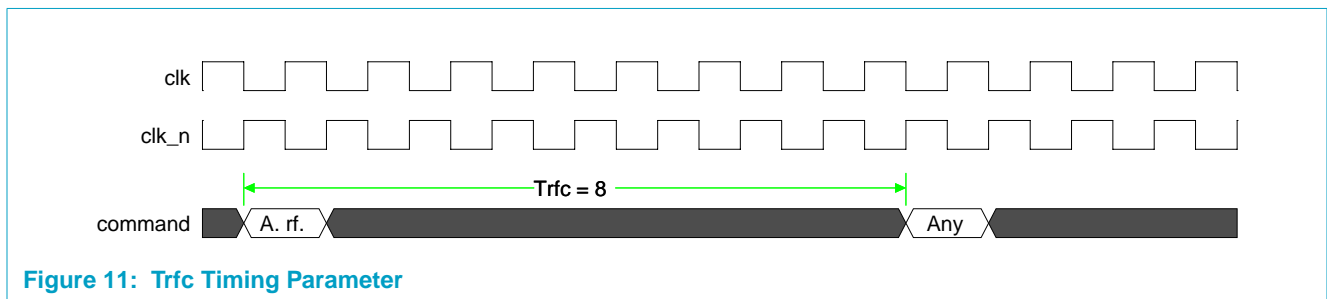 clk
clk_n
Trfc = 8
command
A. rf.
Any
Figure 11: Trfc Timing Parameter